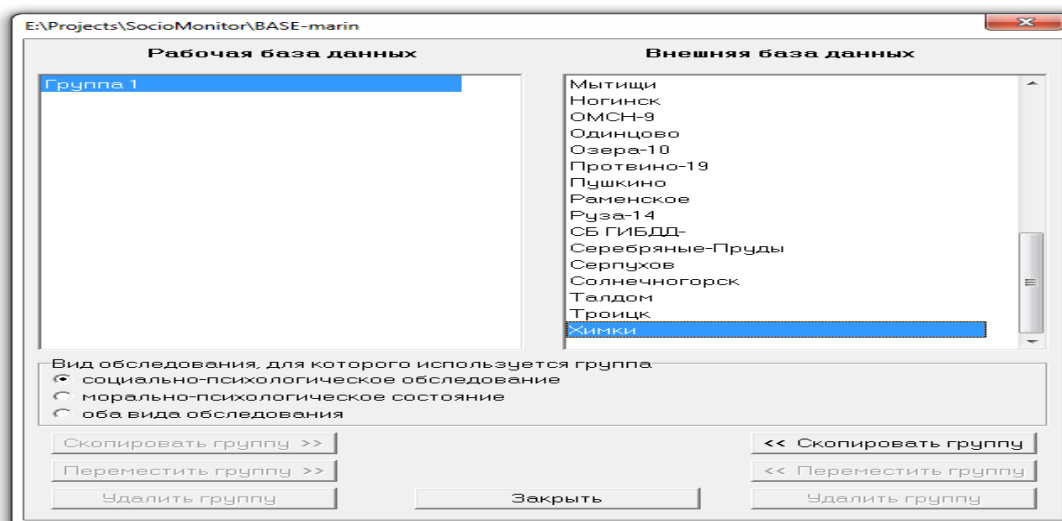 E:\Projects\SocioMonitor\BASE-marin
Рабочая база данных
Внешняя база данных
Группа 1
Мытищи
Ногинск
ОМСН-9
Одинцово
Озера-10
Протвино-19
Пушкино
Раменское
Руза-14
СБ ГИБДД-
Серебряные-Пруды
Серпухов
Солнечногорск
Талдом
Троицк
Химки
Вид обследования, для которого используется группа
социально-психологическое обследование
морально-психологическое состояние
оба вида обследования
Скопировать группу >>
<< Скопировать группу
Переместить группу >>
<< Переместить группу
Удалить группу
Закрыть
Удалить группу